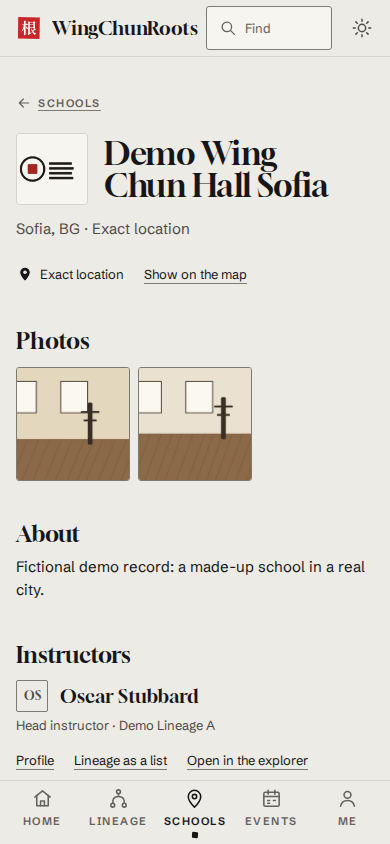 根 WingChunRoots
Find
SCHOOLS
Demo Wing
Chun Hall Sofia
Sofia, BG · Exact location
Exact location Show on the map
Photos
About
Fictional demo record: a made-up school in a real
city.
Instructors
OS Oscar Stubbard
Head instructor · Demo Lineage A
Profile Lineage as a list Open in the explorer
HOME LINEAGE SCHOOLS EVENTS ME